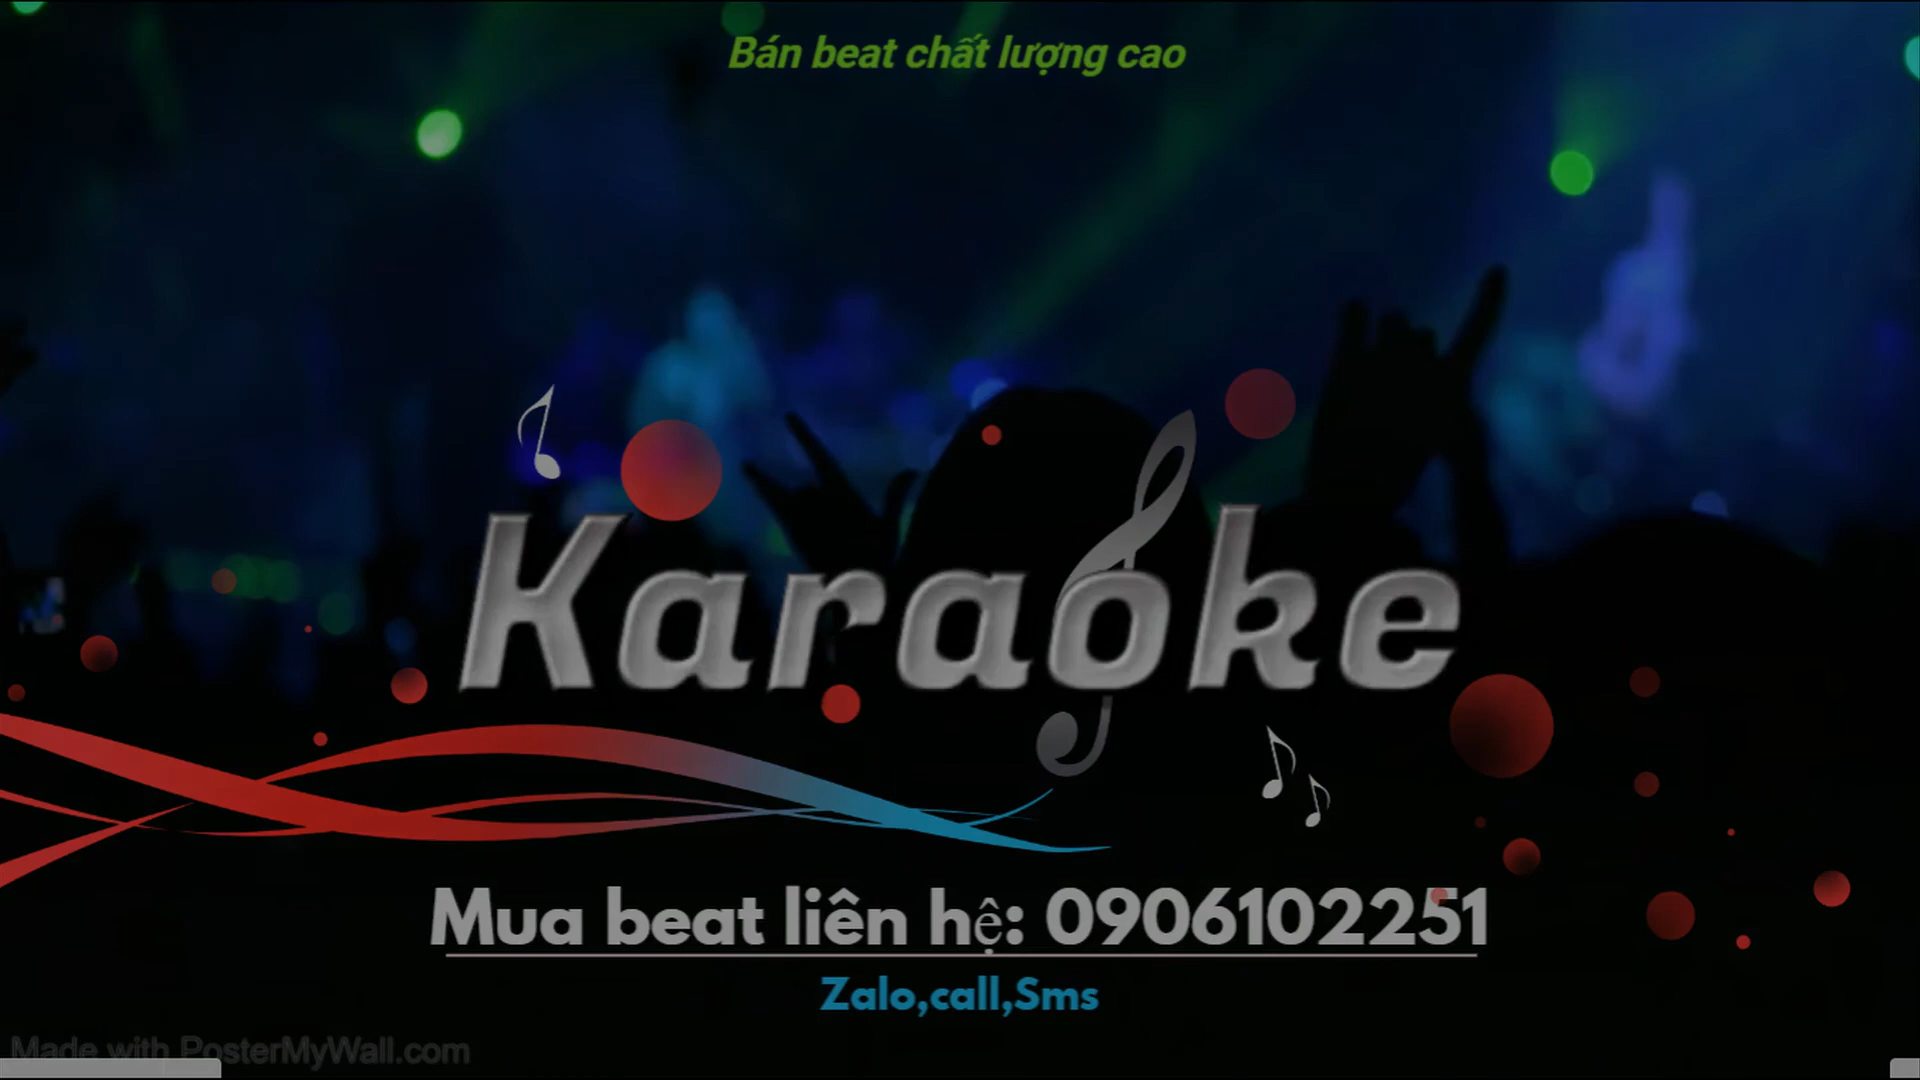 Bán beat chất lượng cao
Karaoke
Mua beat liên hệ: 0906102251
Zalo,call,Sms
Made with PosterMyWall.com